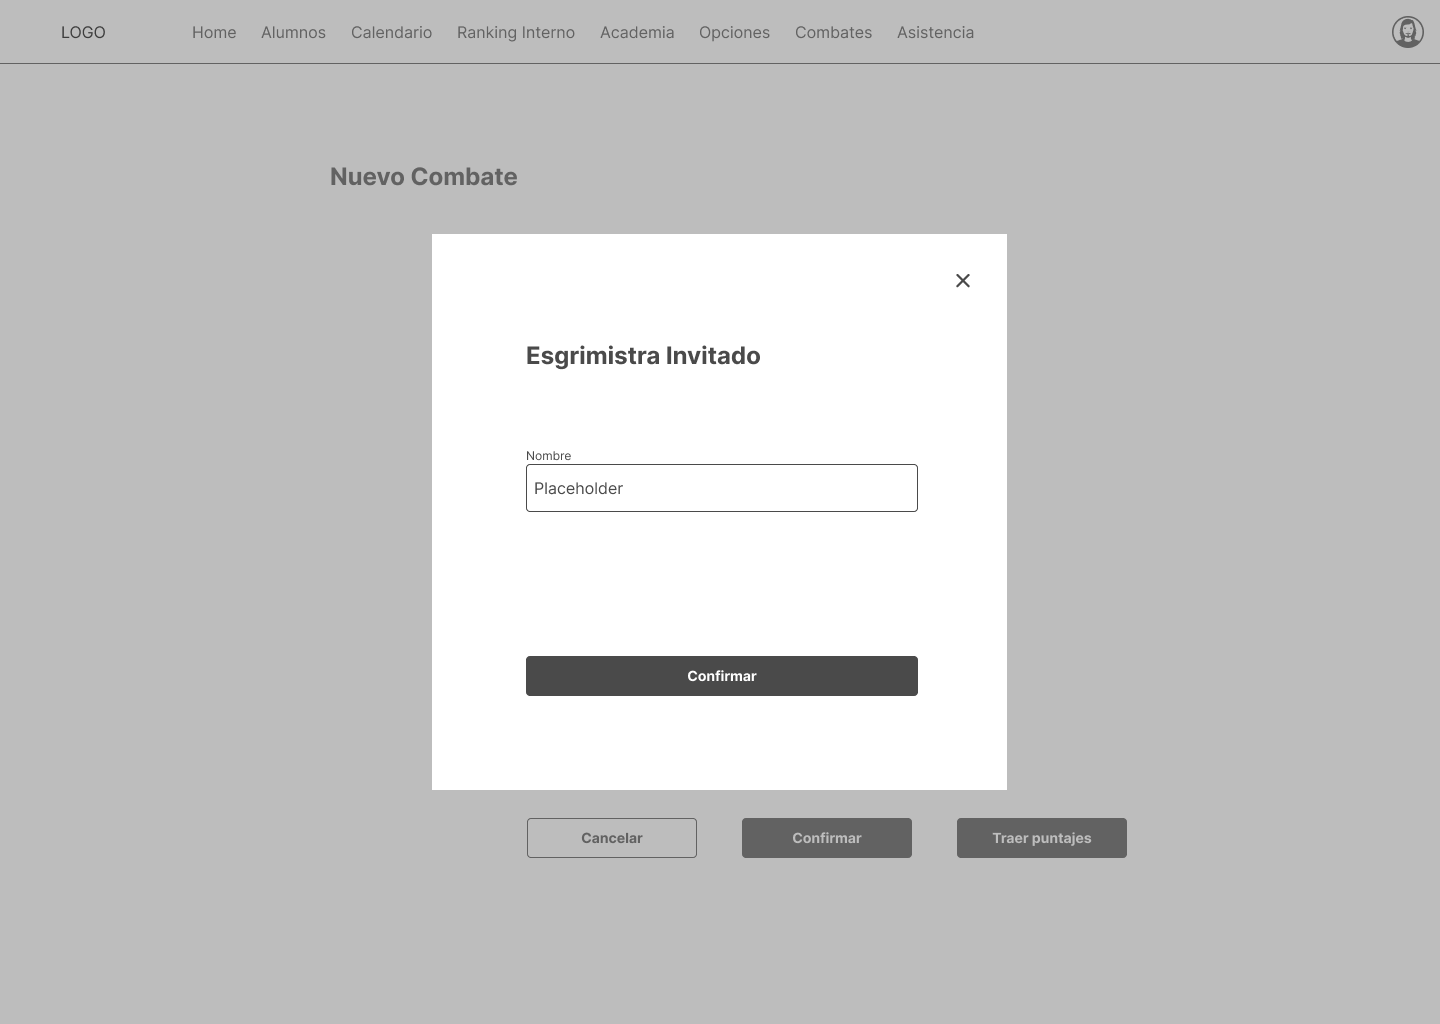 LOGO Home Alumnos Calendario Ranking Interno Academia Opciones Combates Asistencia
Nuevo Combate
Esgrimistra Invitado
Nombre
Placeholder
Confirmar
Cancelar Confirmar Traer puntajes